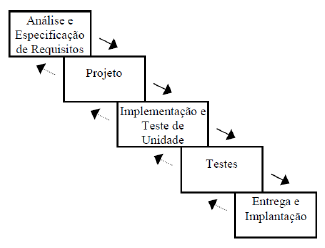 Análise e
Especificação
de Requisitos
Projeto
Implementação e
Teste de
Unidade
Testes
Entrega e
Implantação